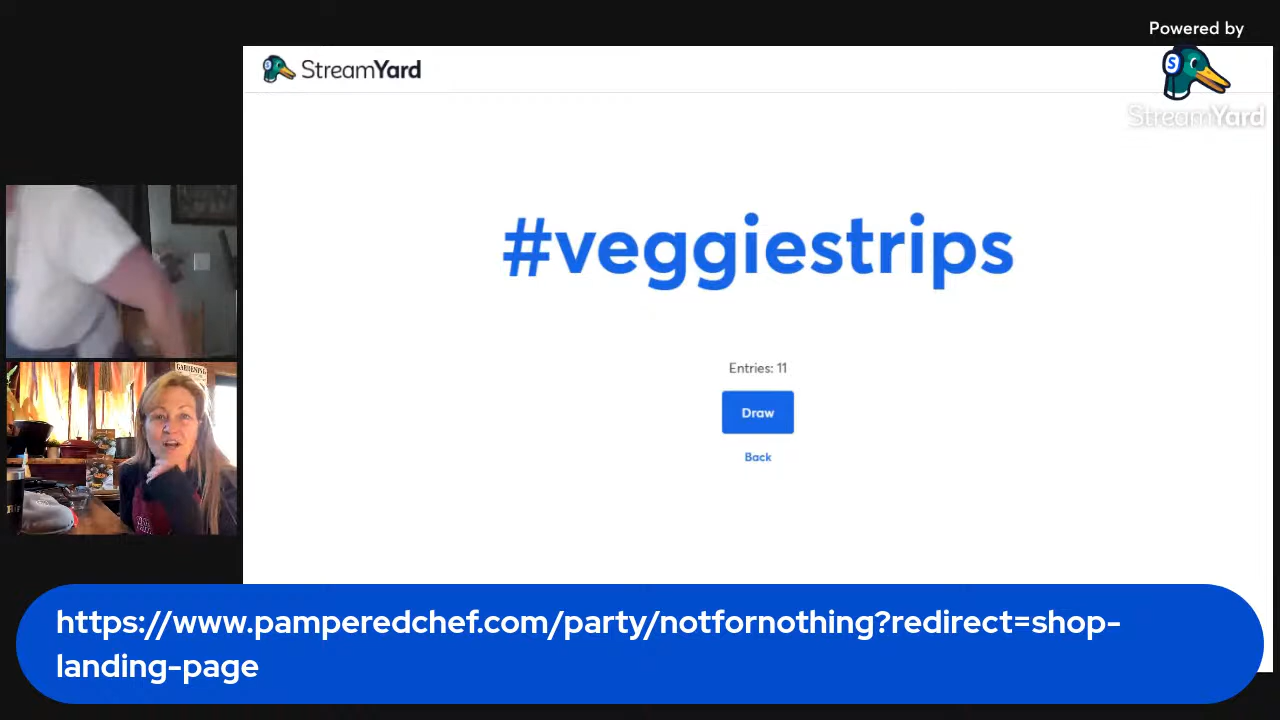 Powered by
StreamYard
StreamYard
#veggiestrips
GARDENING
Entries: 11
Draw
Back
https://www.pamperedchef.com/party/notfornothing?redirect=shop-
landing-page